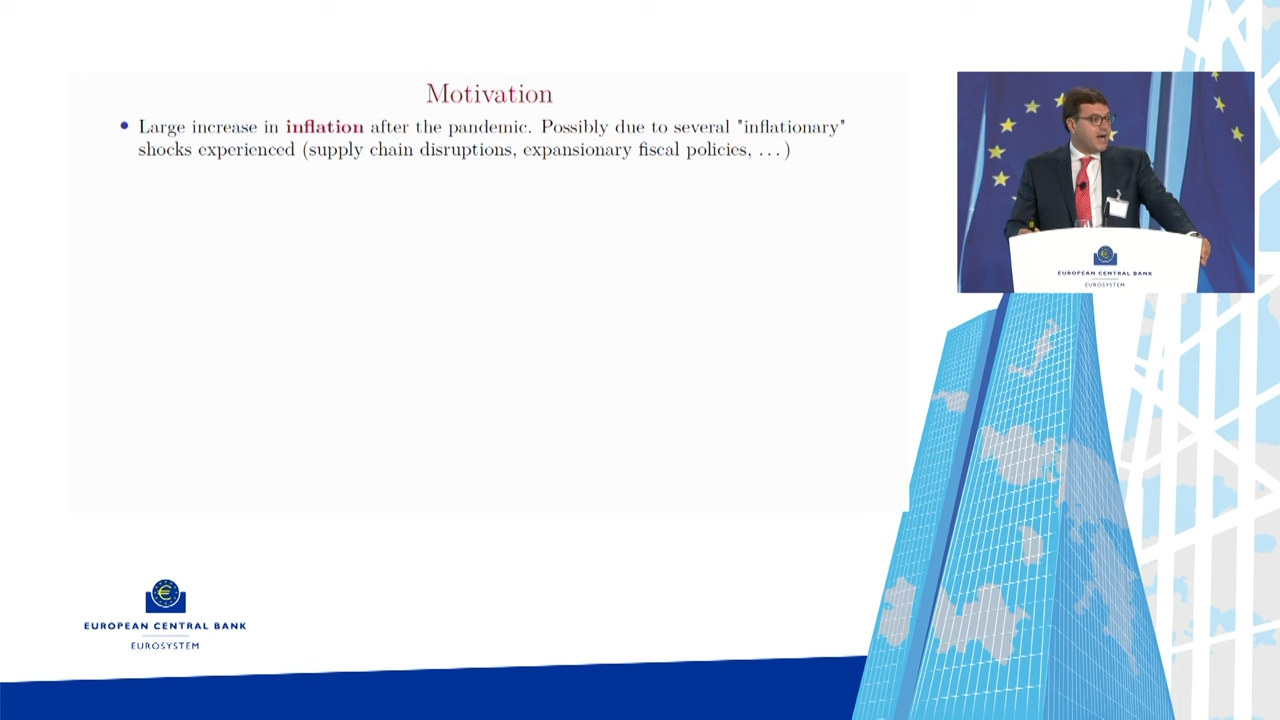 Motivation
• Large increase in inflation after the pandemic. Possibly due to several "inflationary"
shocks experienced (supply chain disruptions, expansionary fiscal policies, ...)
EUROPEAN CENTRAL BANK
EUROSYSTEM
EUROPEAN CENTRAL BANK
EUROSYSTEM